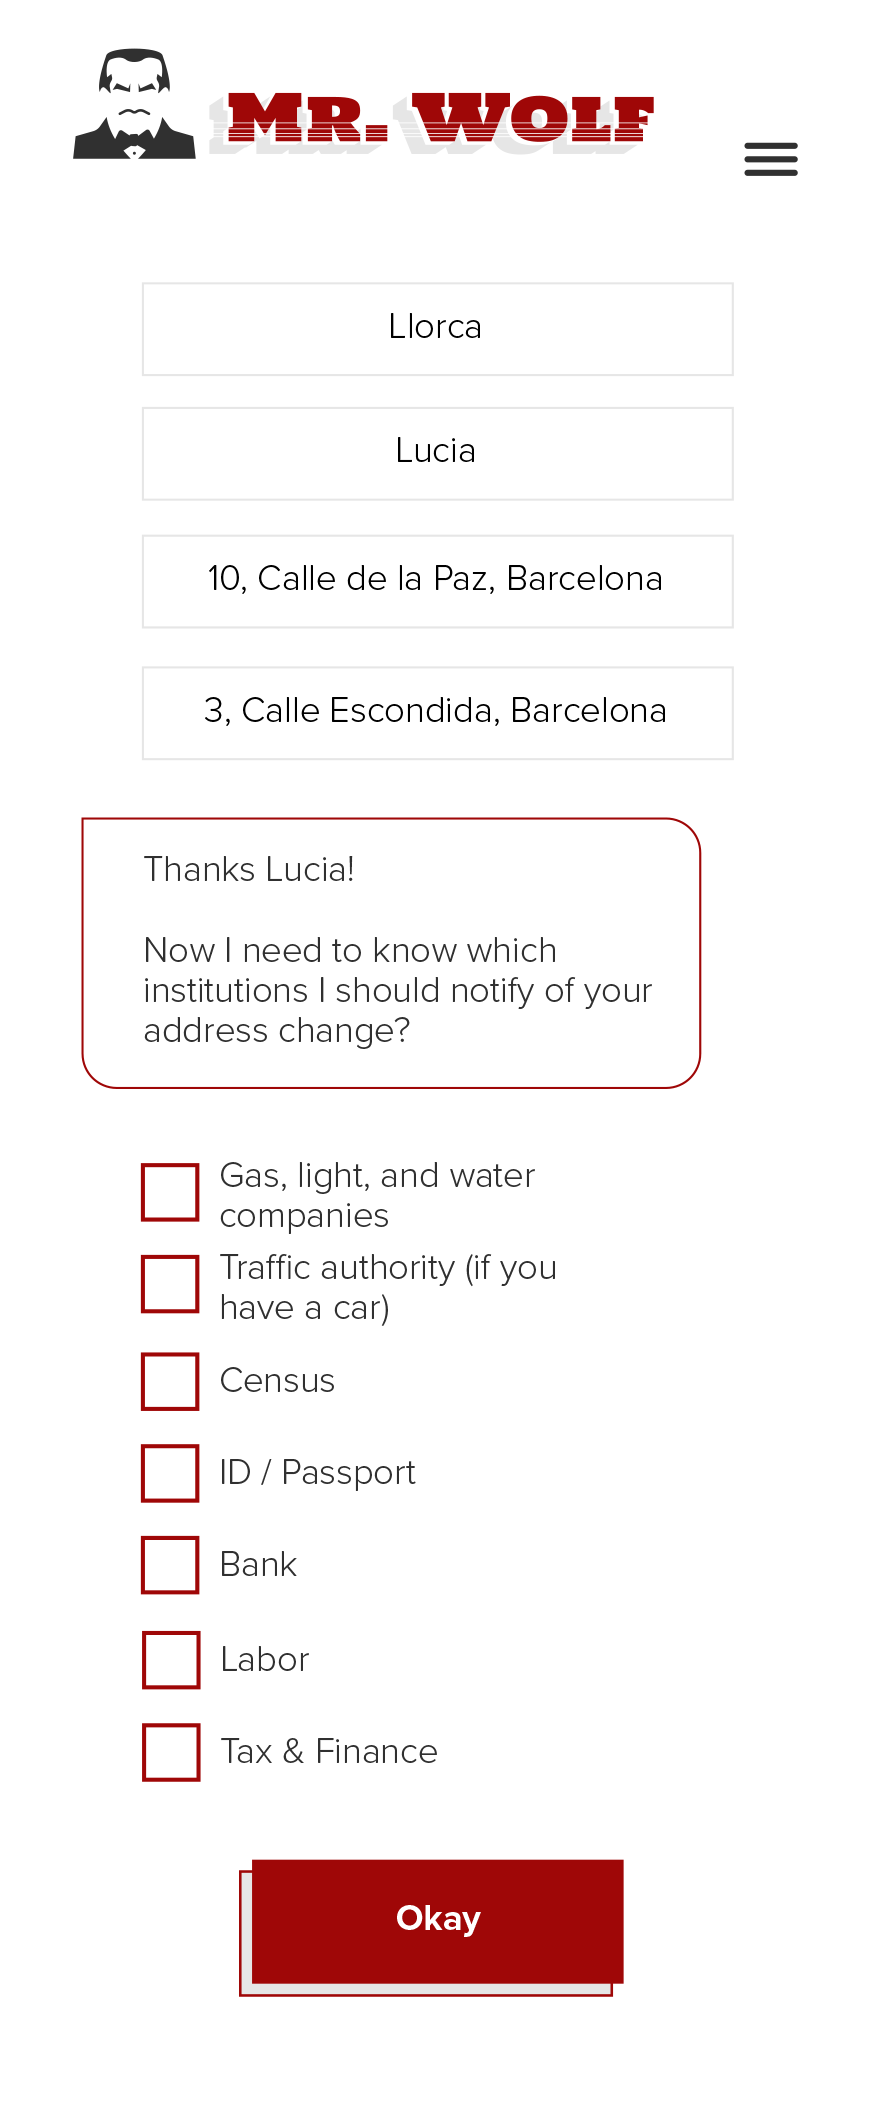 Mr. Wolf
Llorca
Lucia
10, Calle de la Paz, Barcelona
3, Calle Escondida, Barcelona
Thanks Lucia!
Now I need to know which
institutions I should notify of your
address change?
Gas, light, and water
companies
Traffic authority (if you
have a car)
Census
ID / Passport
Bank
Labor
Tax & Finance
Okay